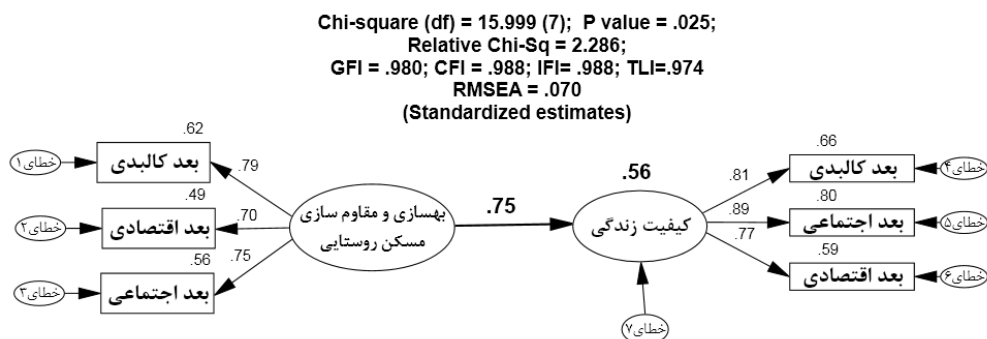 Chi-square (df) = 15.999 (7); P value = .025;
Relative Chi-Sq = 2.286;
GFI = .980; CFI = .988; IFI= .988; TLI=.974
RMSEA = .070
(Standardized estimates)
.62
خطای۱
بعد کالبدی
.79
.49
خطای۲
بعد اقتصادی
.70
.56
خطای۳
بعد اجتماعی
.75
بهسازی و مقاوم سازی
مسکن روستایی
.75
.56
کیفیت زندگی
خطای۷
.66
.81
بعد کالبدی
خطای۴
.80
.89
بعد اجتماعی
خطای۵
.59
.77
بعد اقتصادی
خطای۶